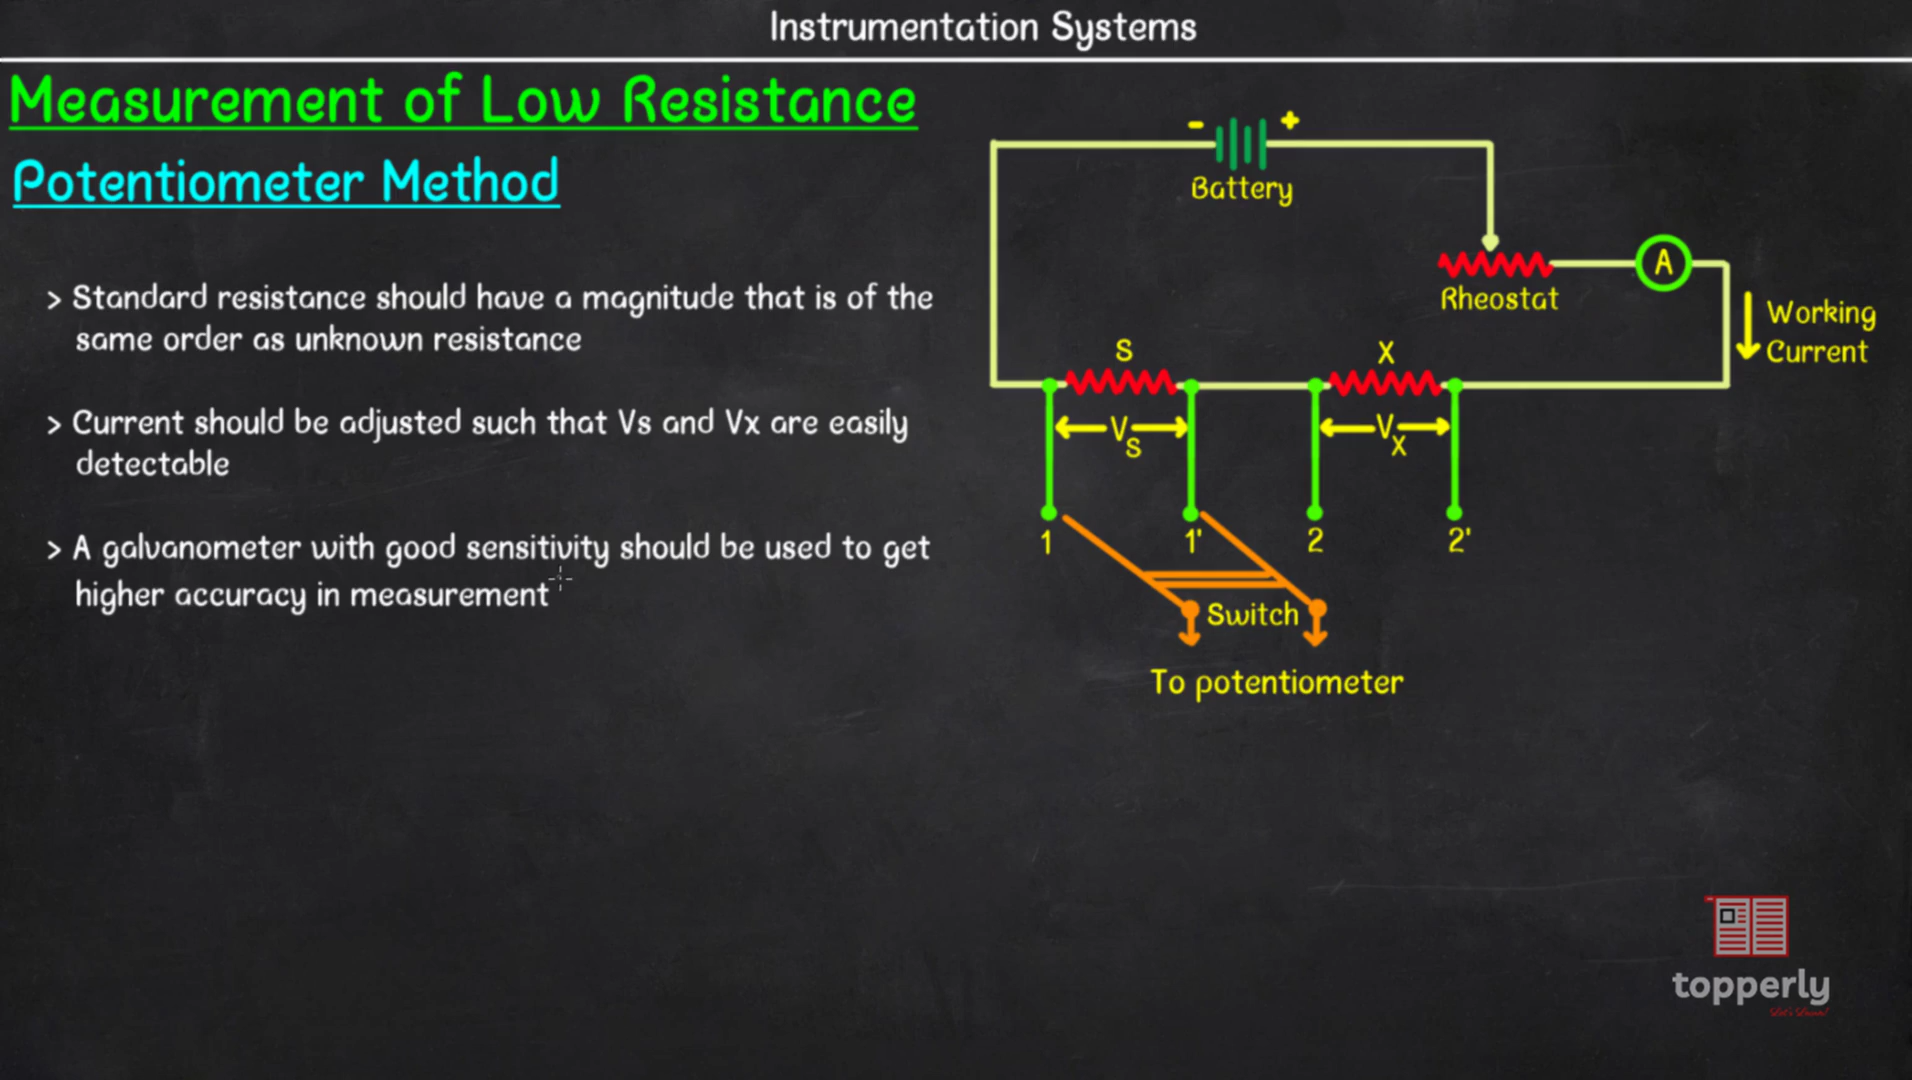 Instrumentation Systems
Measurement of Low Resistance
Potentiometer Method
> Standard resistance should have a magnitude that is of the
same order as unknown resistance
> Current should be adjusted such that Vs and Vx are easily
detectable
> A galvanometer with good sensitivity should be used to get
higher accuracy in measurement
- +
Battery
A
Rheostat
Working
Current
S
X
VS
VX
1
1'
2
2'
Switch
To potentiometer
topperly
Let's Learn!